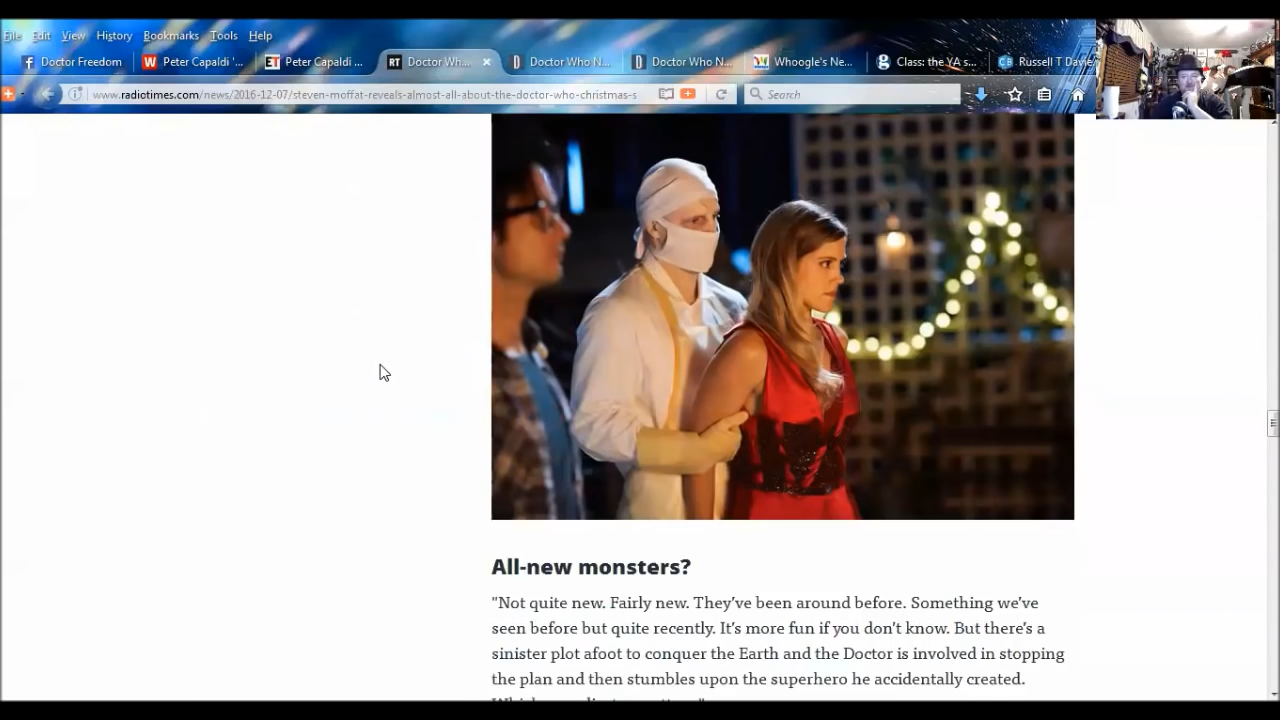 File Edit View History Bookmarks Tools Help
Doctor Freedom Peter Capaldi '... Peter Capaldi ... Doctor Wh... Doctor Who N... Doctor Who N... Whoogle's Ne... Class: the YA s... Russell T Davie
www.radiotimes.com/news/2016-12-07/steven-moffat-reveals-almost-all-about-the-doctor-who-christmas-s Search
All-new monsters?
"Not quite new. Fairly new. They've been around before. Something we've
seen before but quite recently. It's more fun if you don't know. But there's a
sinister plot afoot to conquer the Earth and the Doctor is involved in stopping
the plan and then stumbles upon the superhero he accidentally created.